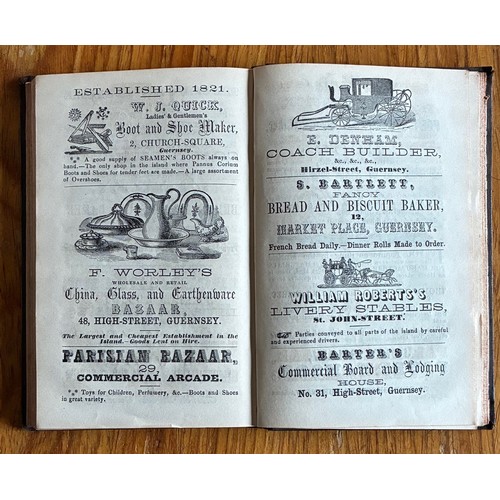 ESTABLISHED 1821.
W. J. QUICK,
Ladies' & Gentlemen's
Boot and Shoe Maker,
2, CHURCH-SQUARE,
Guernsey.
*** A good supply of SEAMEN'S BOOTS always on
hand.—The only shop in the island where Pannus Corium
Boots and Shoes for tender feet are made.—A large assortment
of Overshoes.
F. WORLEY'S
WHOLESALE AND RETAIL
China, Glass, and Earthenware
BAZAAR,
48, HIGH-STREET, GUERNSEY.
The Largest and Cheapest Establishment in the
Island.—Goods Lent on Hire.
PARISIAN BAZAAR,
29,
COMMERCIAL ARCADE.
*** Toys for Children, Perfumery, &c.—Boots and Shoes
in great variety.
E. DENHAM,
COACH BUILDER,
&c., &c., &c.,
Hirzel-Street, Guernsey.
S. BARTLETT,
FANCY
BREAD AND BISCUIT BAKER,
12,
MARKET PLACE, GUERNSEY.
French Bread Daily.—Dinner Rolls Made to Order.
WILLIAM ROBERTS'S
LIVERY STABLES,
St. JOHN-STREET.
☞ Parties conveyed to all parts of the island by careful
and experienced drivers.
BARTER'S
Commercial Board and Lodging
HOUSE,
No. 31, High-Street, Guernsey.